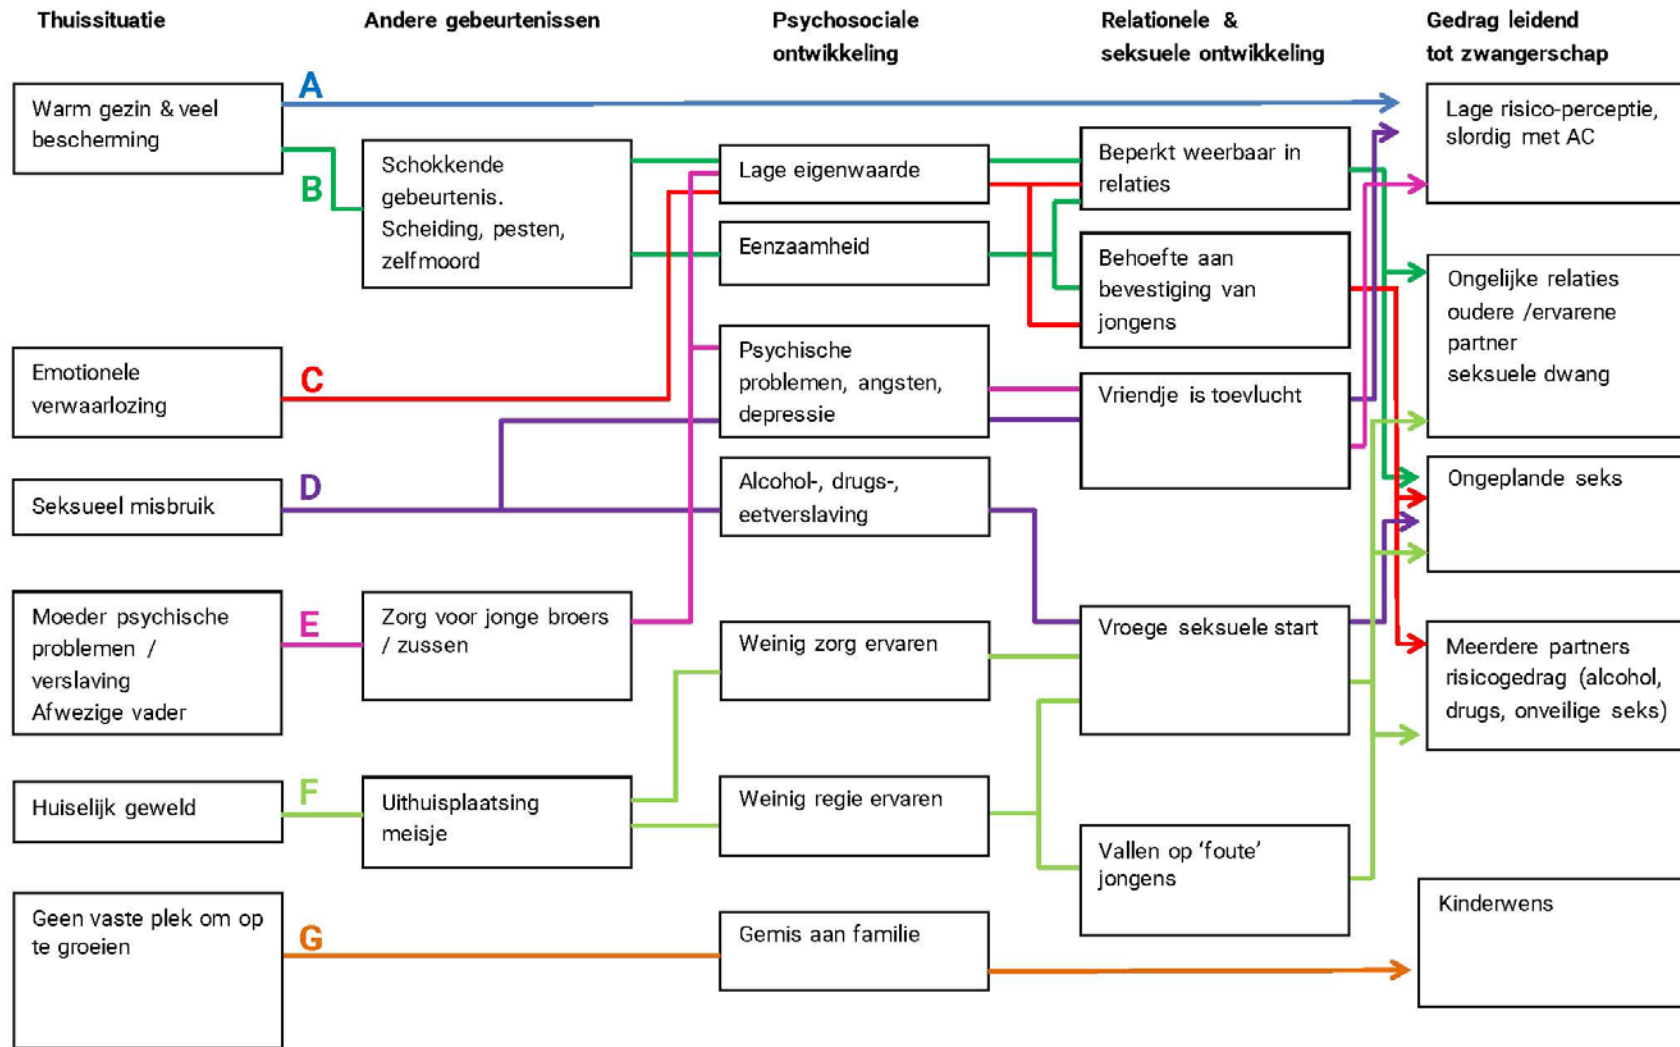 Thuissituatie
Andere gebeurtenissen
Psychosociale
ontwikkeling
Relationele &
seksuele ontwikkeling
Gedrag leidend
tot zwangerschap
A
Warm gezin & veel
bescherming
B
Schokkende
gebeurtenis.
Scheiding, pesten,
zelfmoord
Lage eigenwaarde
Eenzaamheid
Beperkt weerbaar in
relaties
Behoefte aan
bevestiging van
jongens
Lage risico-perceptie,
slordig met AC
Ongelijke relaties
oudere /ervarene
partner
seksuele dwang
C
Emotionele
verwaarlozing
Psychische
problemen, angsten,
depressie
Vriendje is toevlucht
D
Seksueel misbruik
Alcohol-, drugs-,
eetverslaving
Ongeplande seks
E
Moeder psychische
problemen /
verslaving
Afwezige vader
Zorg voor jonge broers
/ zussen
Weinig zorg ervaren
Vroege seksuele start
Meerdere partners
risicogedrag (alcohol,
drugs, onveilige seks)
F
Huiselijk geweld
Uithuisplaatsing
meisje
Weinig regie ervaren
Vallen op ‘foute’
jongens
G
Geen vaste plek om op
te groeien
Gemis aan familie
Kinderwens